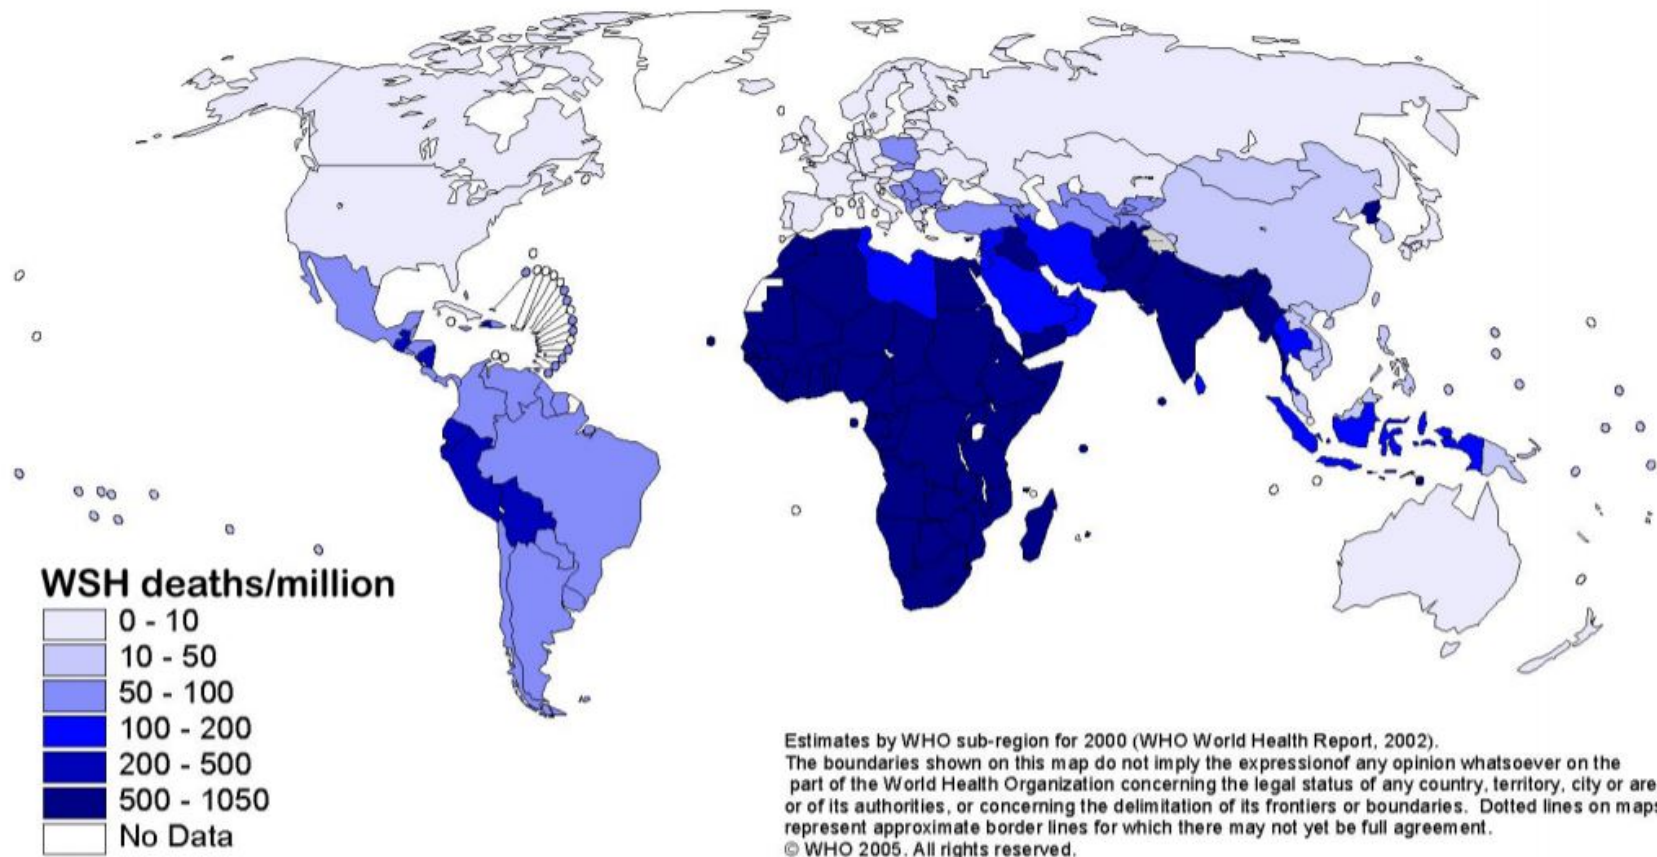 WSH deaths/million
0 - 10
10 - 50
50 - 100
100 - 200
200 - 500
500 - 1050
No Data
Estimates by WHO sub-region for 2000 (WHO World Health Report, 2002).
The boundaries shown on this map do not imply the expressionof any opinion whatsoever on the
part of the World Health Organization concerning the legal status of any country, territory, city or are
or of its authorities, or concerning the delimitation of its frontiers or boundaries. Dotted lines on maps
represent approximate border lines for which there may not yet be full agreement.
© WHO 2005. All rights reserved.